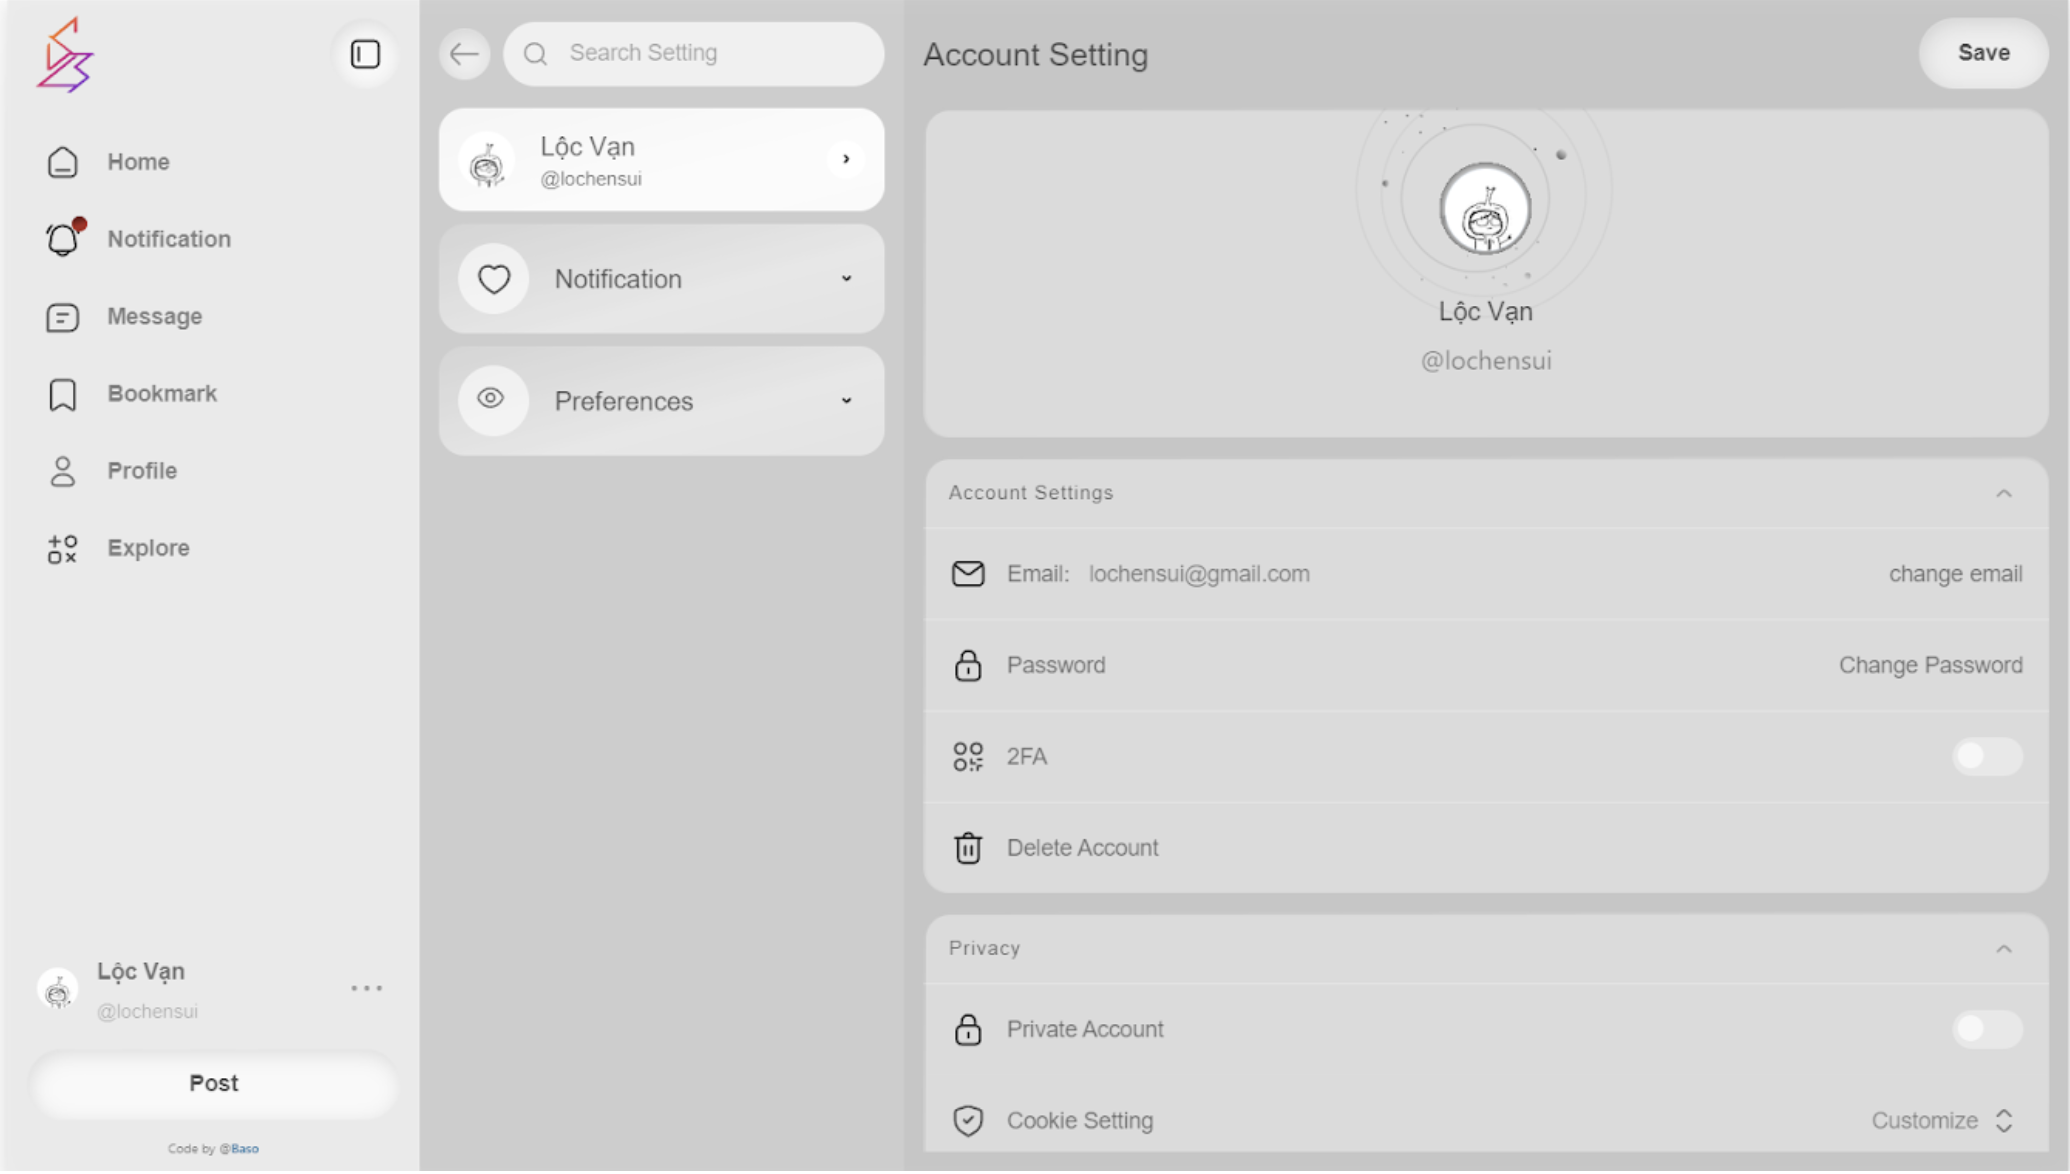 Home
Notification
Message
Bookmark
Profile
Explore
Lộc Vạn
@lochensui
Post
Code by @Baso
Search Setting
Lộc Vạn
@lochensui
Notification
Preferences
Account Setting
Save
Lộc Vạn
@lochensui
Account Settings
Email: lochensui@gmail.com change email
Password Change Password
2FA
Delete Account
Privacy
Private Account
Cookie Setting Customize